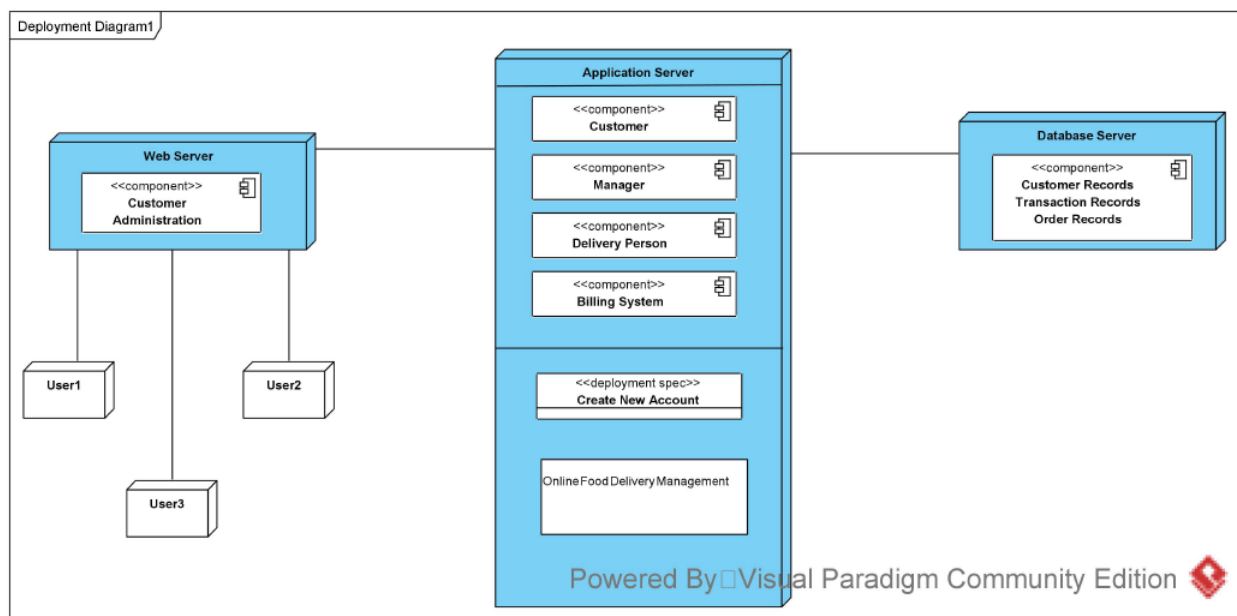 Deployment Diagram1
Application Server
<<component>>
Customer
<<component>>
Manager
<<component>>
Delivery Person
<<component>>
Billing System
<<deployment spec>>
Create New Account
Online Food Delivery Management
Web Server
<<component>>
Customer
Administration
Database Server
<<component>>
Customer Records
Transaction Records
Order Records
User1
User2
User3
Powered By□Visual Paradigm Community Edition